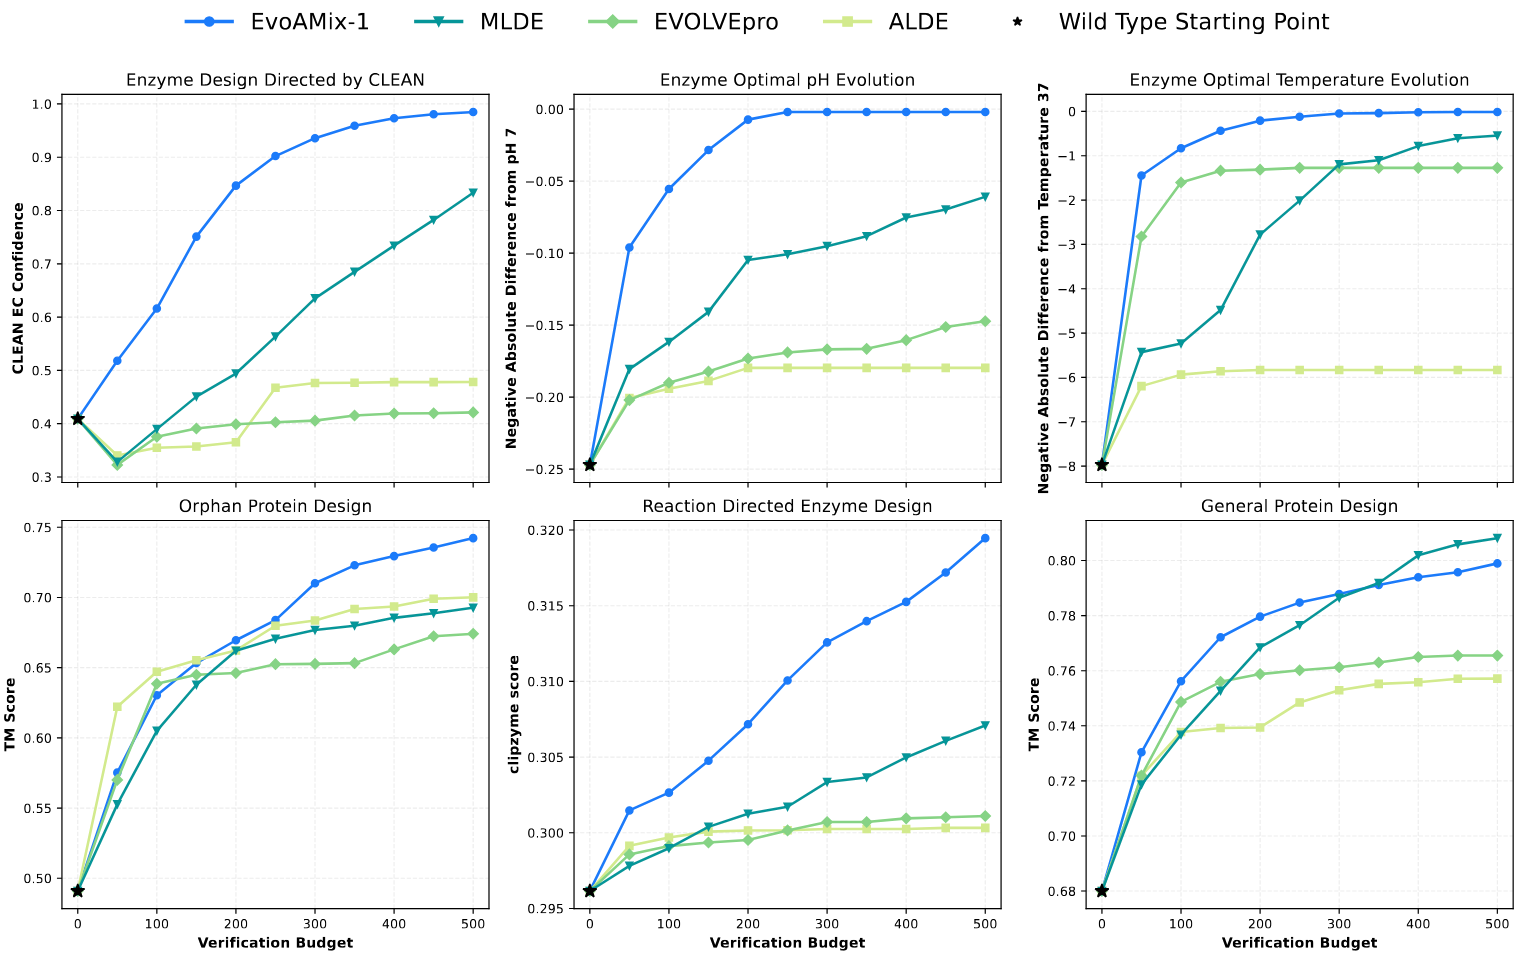 EvoAMix-1 MLDE EVOLVEpro ALDE Wild Type Starting Point
Enzyme Design Directed by CLEAN
CLEAN EC Confidence
1.0
0.9
0.8
0.7
0.6
0.5
0.4
0.3
Enzyme Optimal pH Evolution
Negative Absolute Difference from pH 7
0.00
−0.05
−0.10
−0.15
−0.20
−0.25
Enzyme Optimal Temperature Evolution
Negative Absolute Difference from Temperature 37
0
−1
−2
−3
−4
−5
−6
−7
−8
Orphan Protein Design
TM Score
0.75
0.70
0.65
0.60
0.55
0.50
0 100 200 300 400 500
Verification Budget
Reaction Directed Enzyme Design
clipzyme score
0.320
0.315
0.310
0.305
0.300
0.295
0 100 200 300 400 500
Verification Budget
General Protein Design
TM Score
0.80
0.78
0.76
0.74
0.72
0.70
0.68
0 100 200 300 400 500
Verification Budget